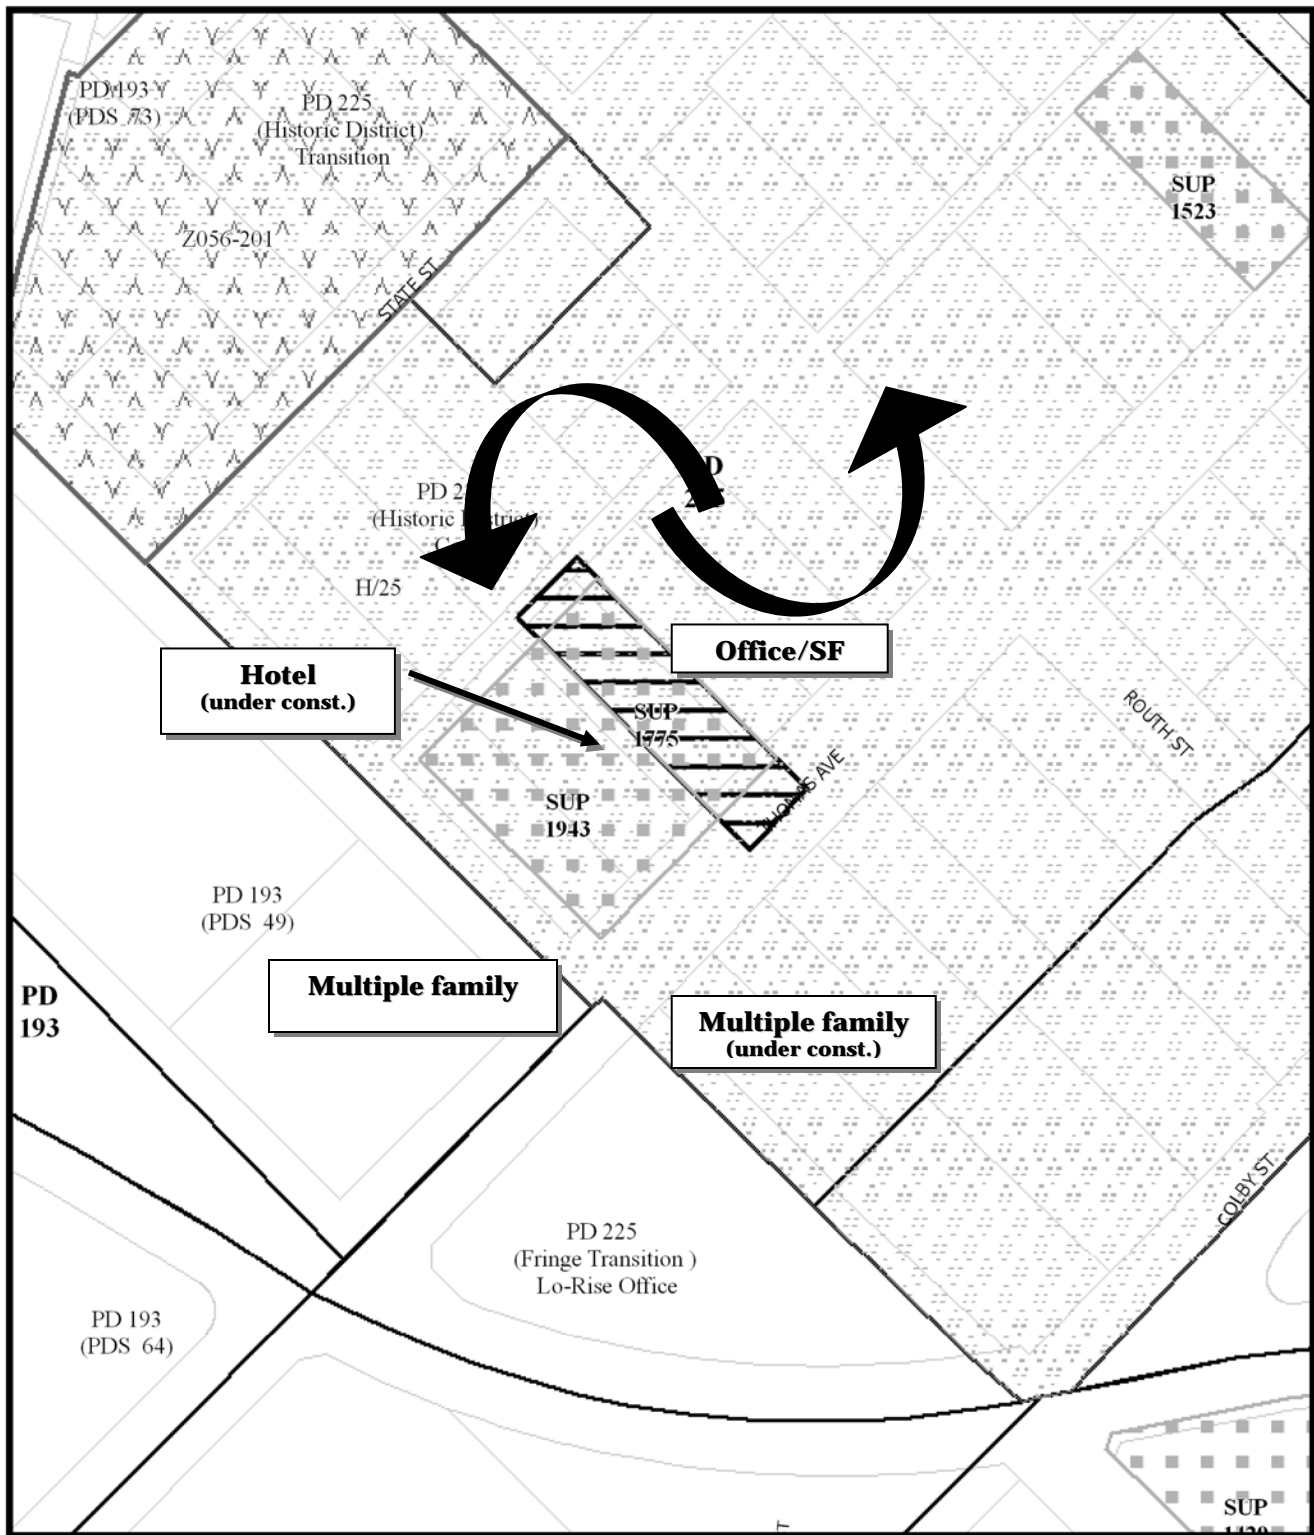 PD 193
(PDS 73)
PD 225
(Historic District)
Transition
Z056-201
SUP
1523
STATE ST
PD
(Historic
H/25
Office/SF
Hotel
(under const.)
SUP
1775
ROUTH ST
THOMAS AVE
SUP
1943
PD 193
(PDS 49)
PD
193
Multiple family
Multiple family
(under const.)
COLBY ST
PD 225
(Fringe Transition )
Lo-Rise Office
PD 193
(PDS 64)
SUP